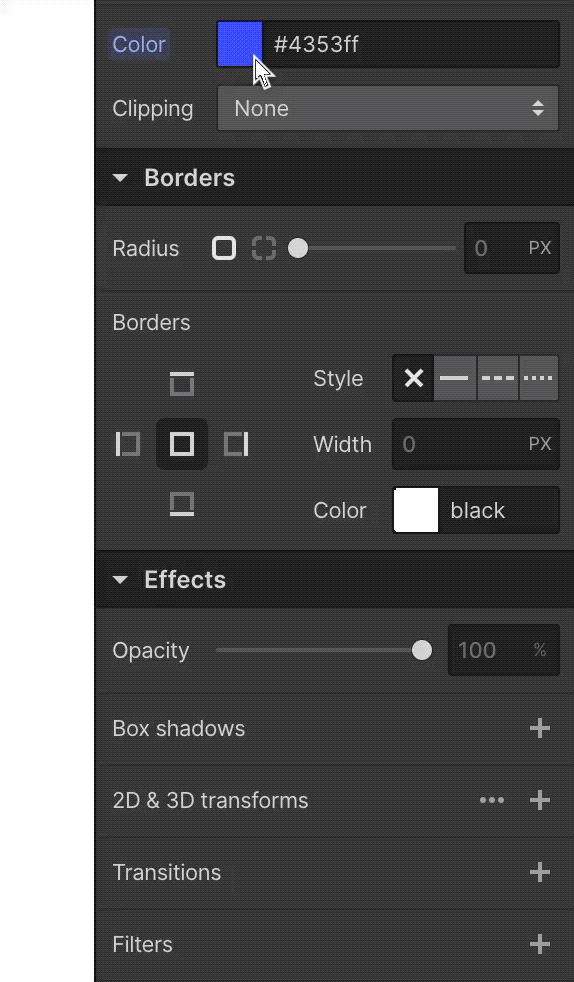 Color #4353ff
Clipping None
Borders
Radius 0 PX
Borders
Style
Width 0 PX
Color black
Effects
Opacity 100 %
Box shadows
2D & 3D transforms
Transitions
Filters